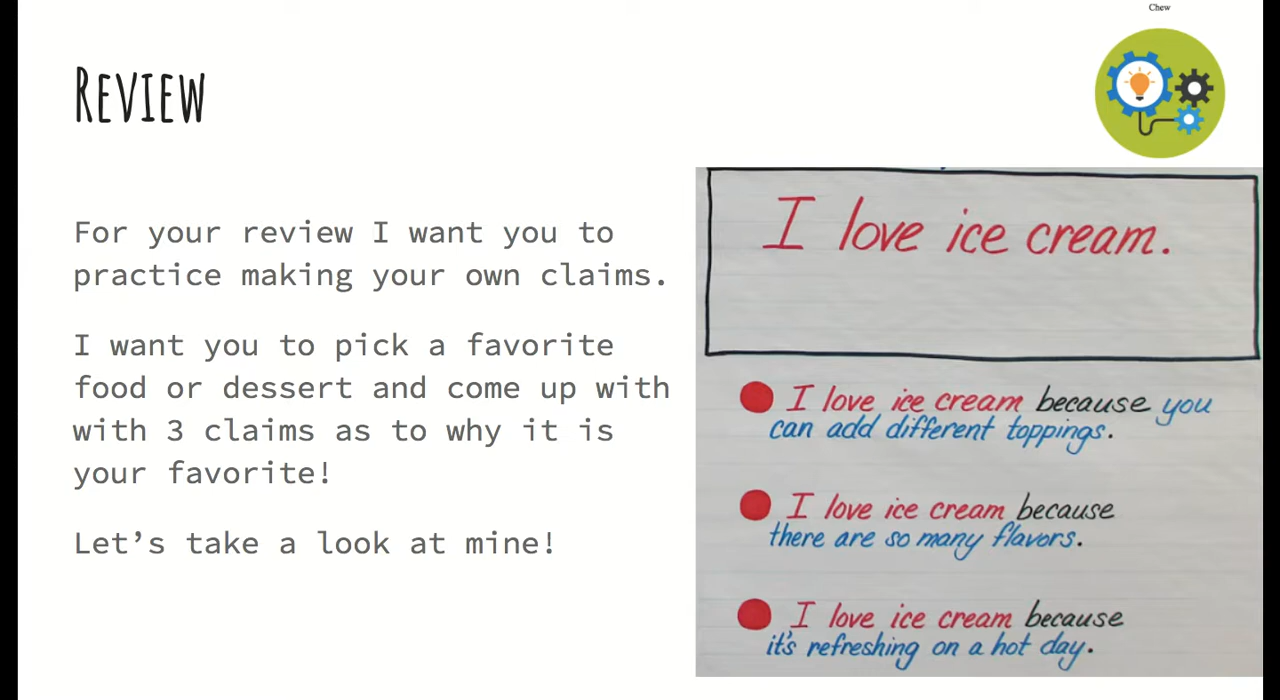 Chew
Review
For your review I want you to
practice making your own claims.
I want you to pick a favorite
food or dessert and come up with
with 3 claims as to why it is
your favorite!
Let’s take a look at mine!
I love ice cream.
I love ice cream because you
can add different toppings.
I love ice cream because
there are so many flavors.
I love ice cream because
it's refreshing on a hot day.